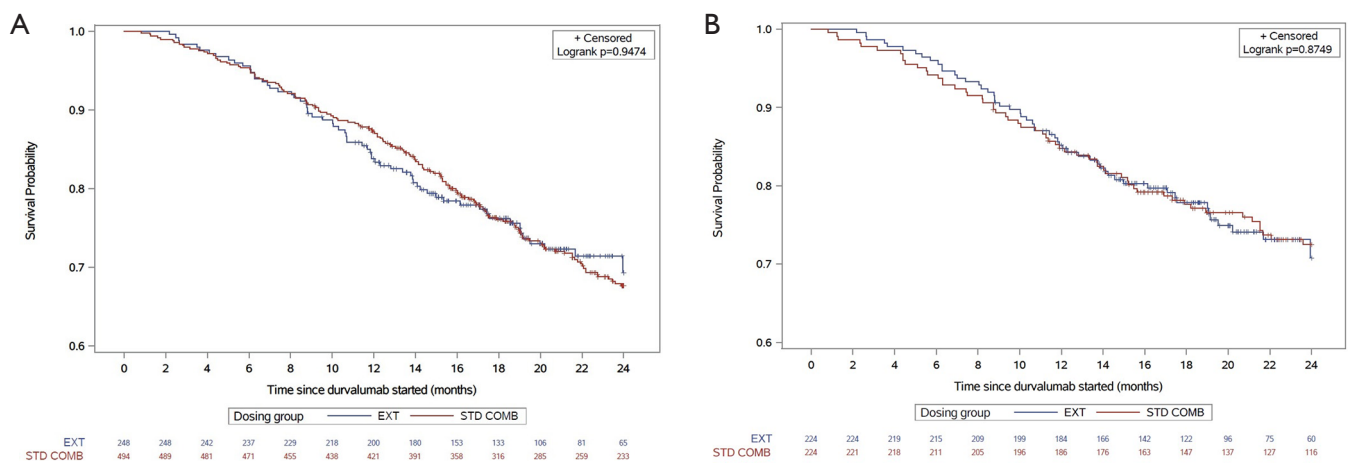 A
+ Censored
Logrank p=0.9474
1.0
0.9
0.8
0.7
0.6
Survival Probability
0 2 4 6 8 10 12 14 16 18 20 22 24
Time since durvalumab started (months)
Dosing group EXT STD COMB
EXT 248 248 242 237 229 218 200 180 153 133 106 81 65
STD COMB 494 489 481 471 455 438 421 391 358 316 285 259 233
B
+ Censored
Logrank p=0.8749
1.0
0.9
0.8
0.7
0.6
Survival Probability
0 2 4 6 8 10 12 14 16 18 20 22 24
Time since durvalumab started (months)
Dosing group EXT STD COMB
EXT 224 224 219 215 209 199 184 166 142 122 96 75 60
STD COMB 224 221 218 211 205 196 186 176 163 147 137 127 116